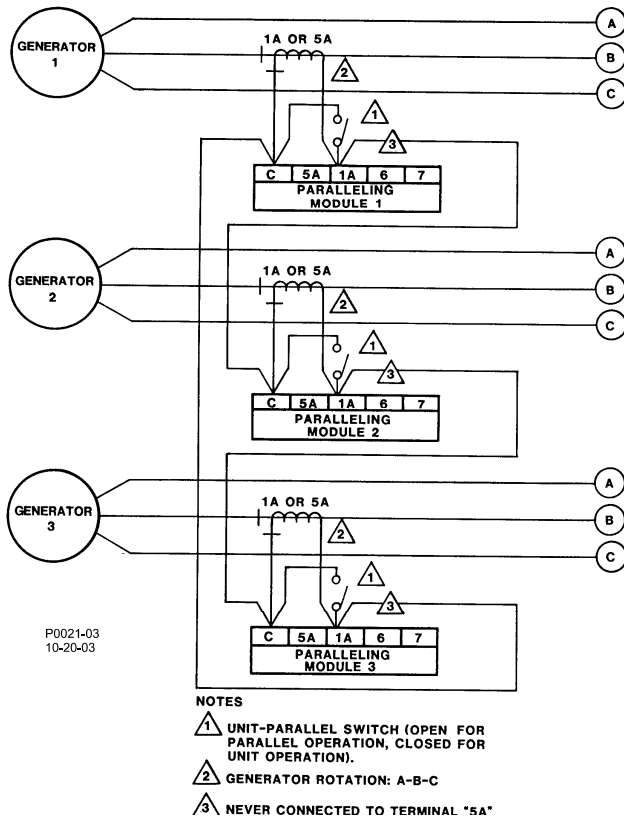 A
GENERATOR
1
1A OR 5A
B
2
C
1
3
C 5A 1A 6 7
PARALLELING
MODULE 1
A
GENERATOR
2
1A OR 5A
B
2
C
1
3
C 5A 1A 6 7
PARALLELING
MODULE 2
A
GENERATOR
3
1A OR 5A
B
2
C
1
3
C 5A 1A 6 7
PARALLELING
MODULE 3
P0021-03
10-20-03
NOTES
1 UNIT-PARALLEL SWITCH (OPEN FOR
PARALLEL OPERATION, CLOSED FOR
UNIT OPERATION).
2 GENERATOR ROTATION: A-B-C
3 NEVER CONNECTED TO TERMINAL "5A"